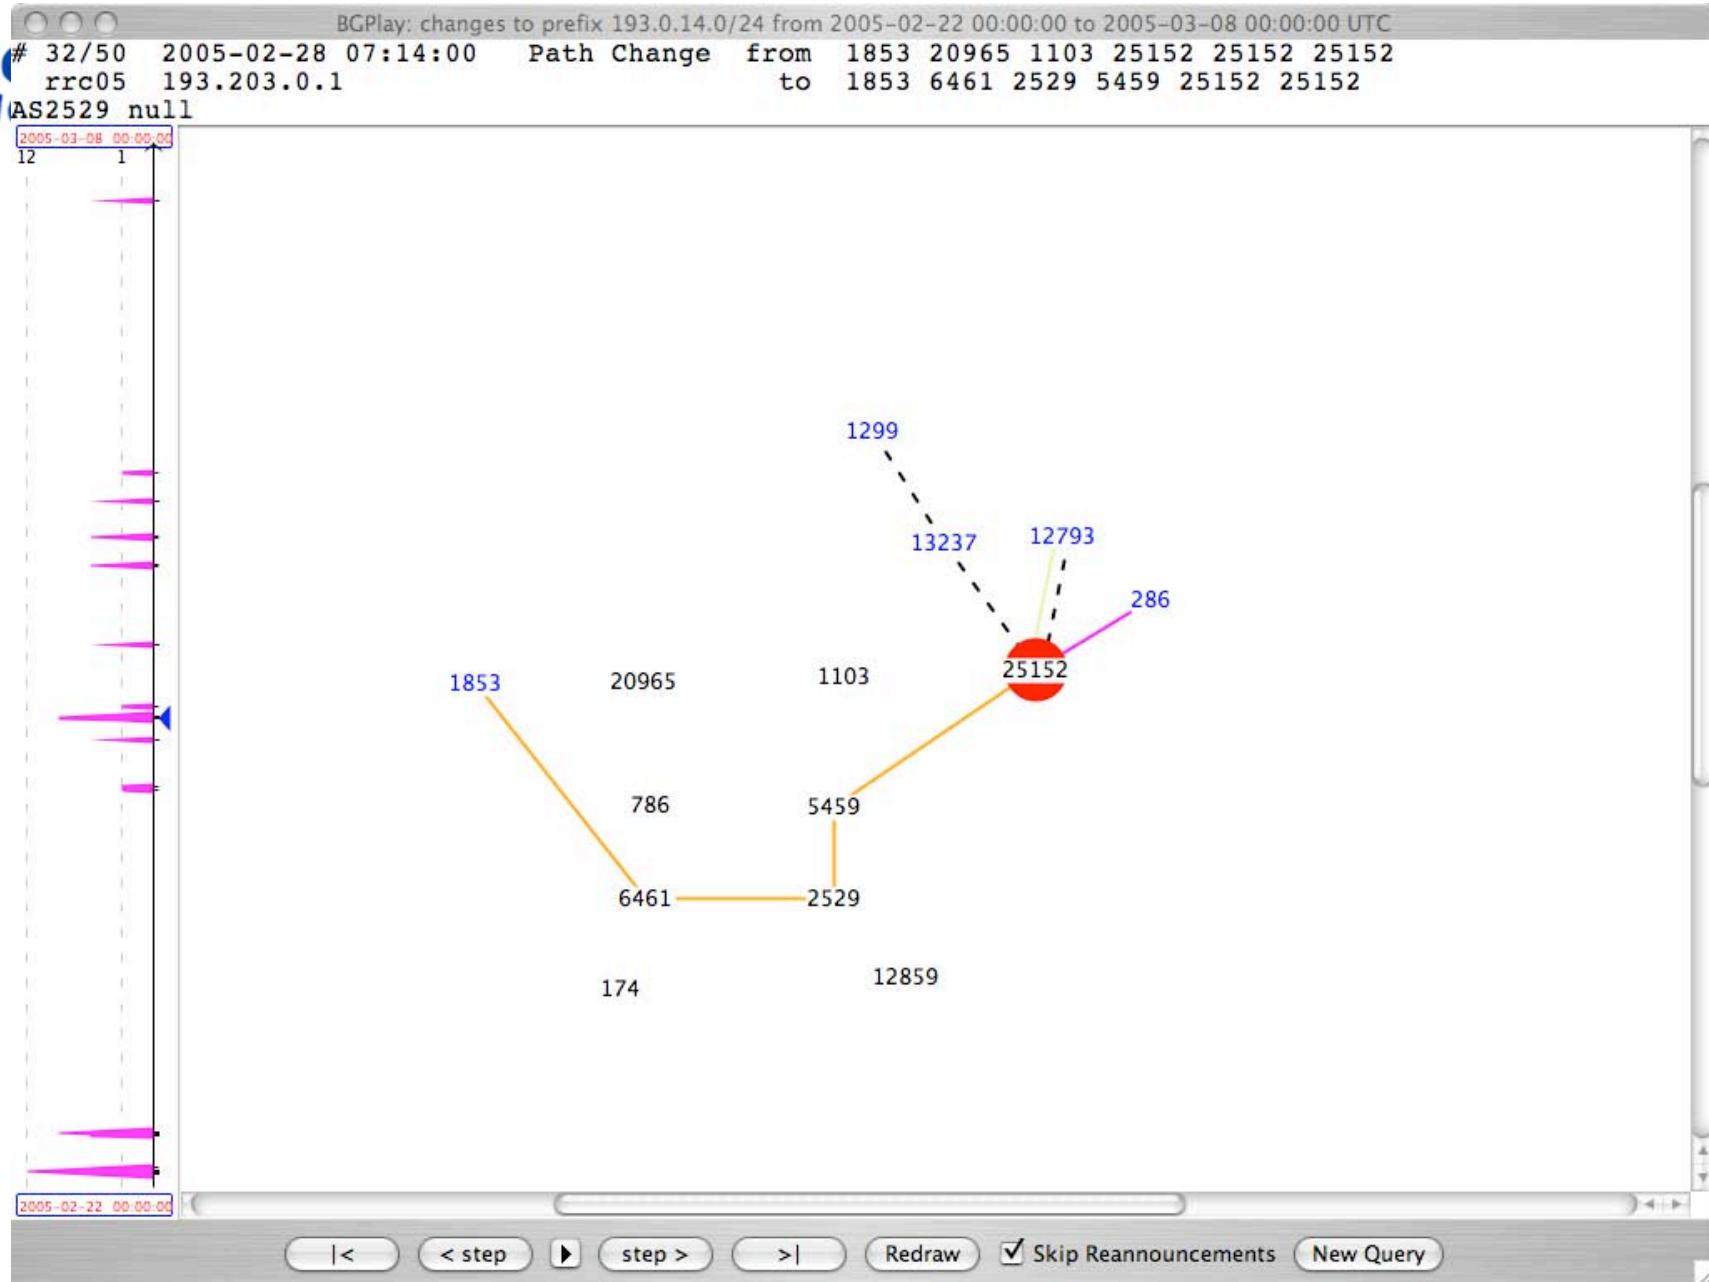 BGPlay: changes to prefix 193.0.14.0/24 from 2005-02-22 00:00:00 to 2005-03-08 00:00:00 UTC
# 32/50 2005-02-28 07:14:00 Path Change from 1853 20965 1103 25152 25152 25152
rrc05 193.203.0.1 to 1853 6461 2529 5459 25152 25152
AS2529 null
2005-03-08 00:00:00
12 1
1299
13237 12793
286
25152
1853 20965 1103
786 5459
6461 2529
174 12859
2005-02-22 00:00:00
|< < step step > >| Redraw Skip Reannouncements New Query